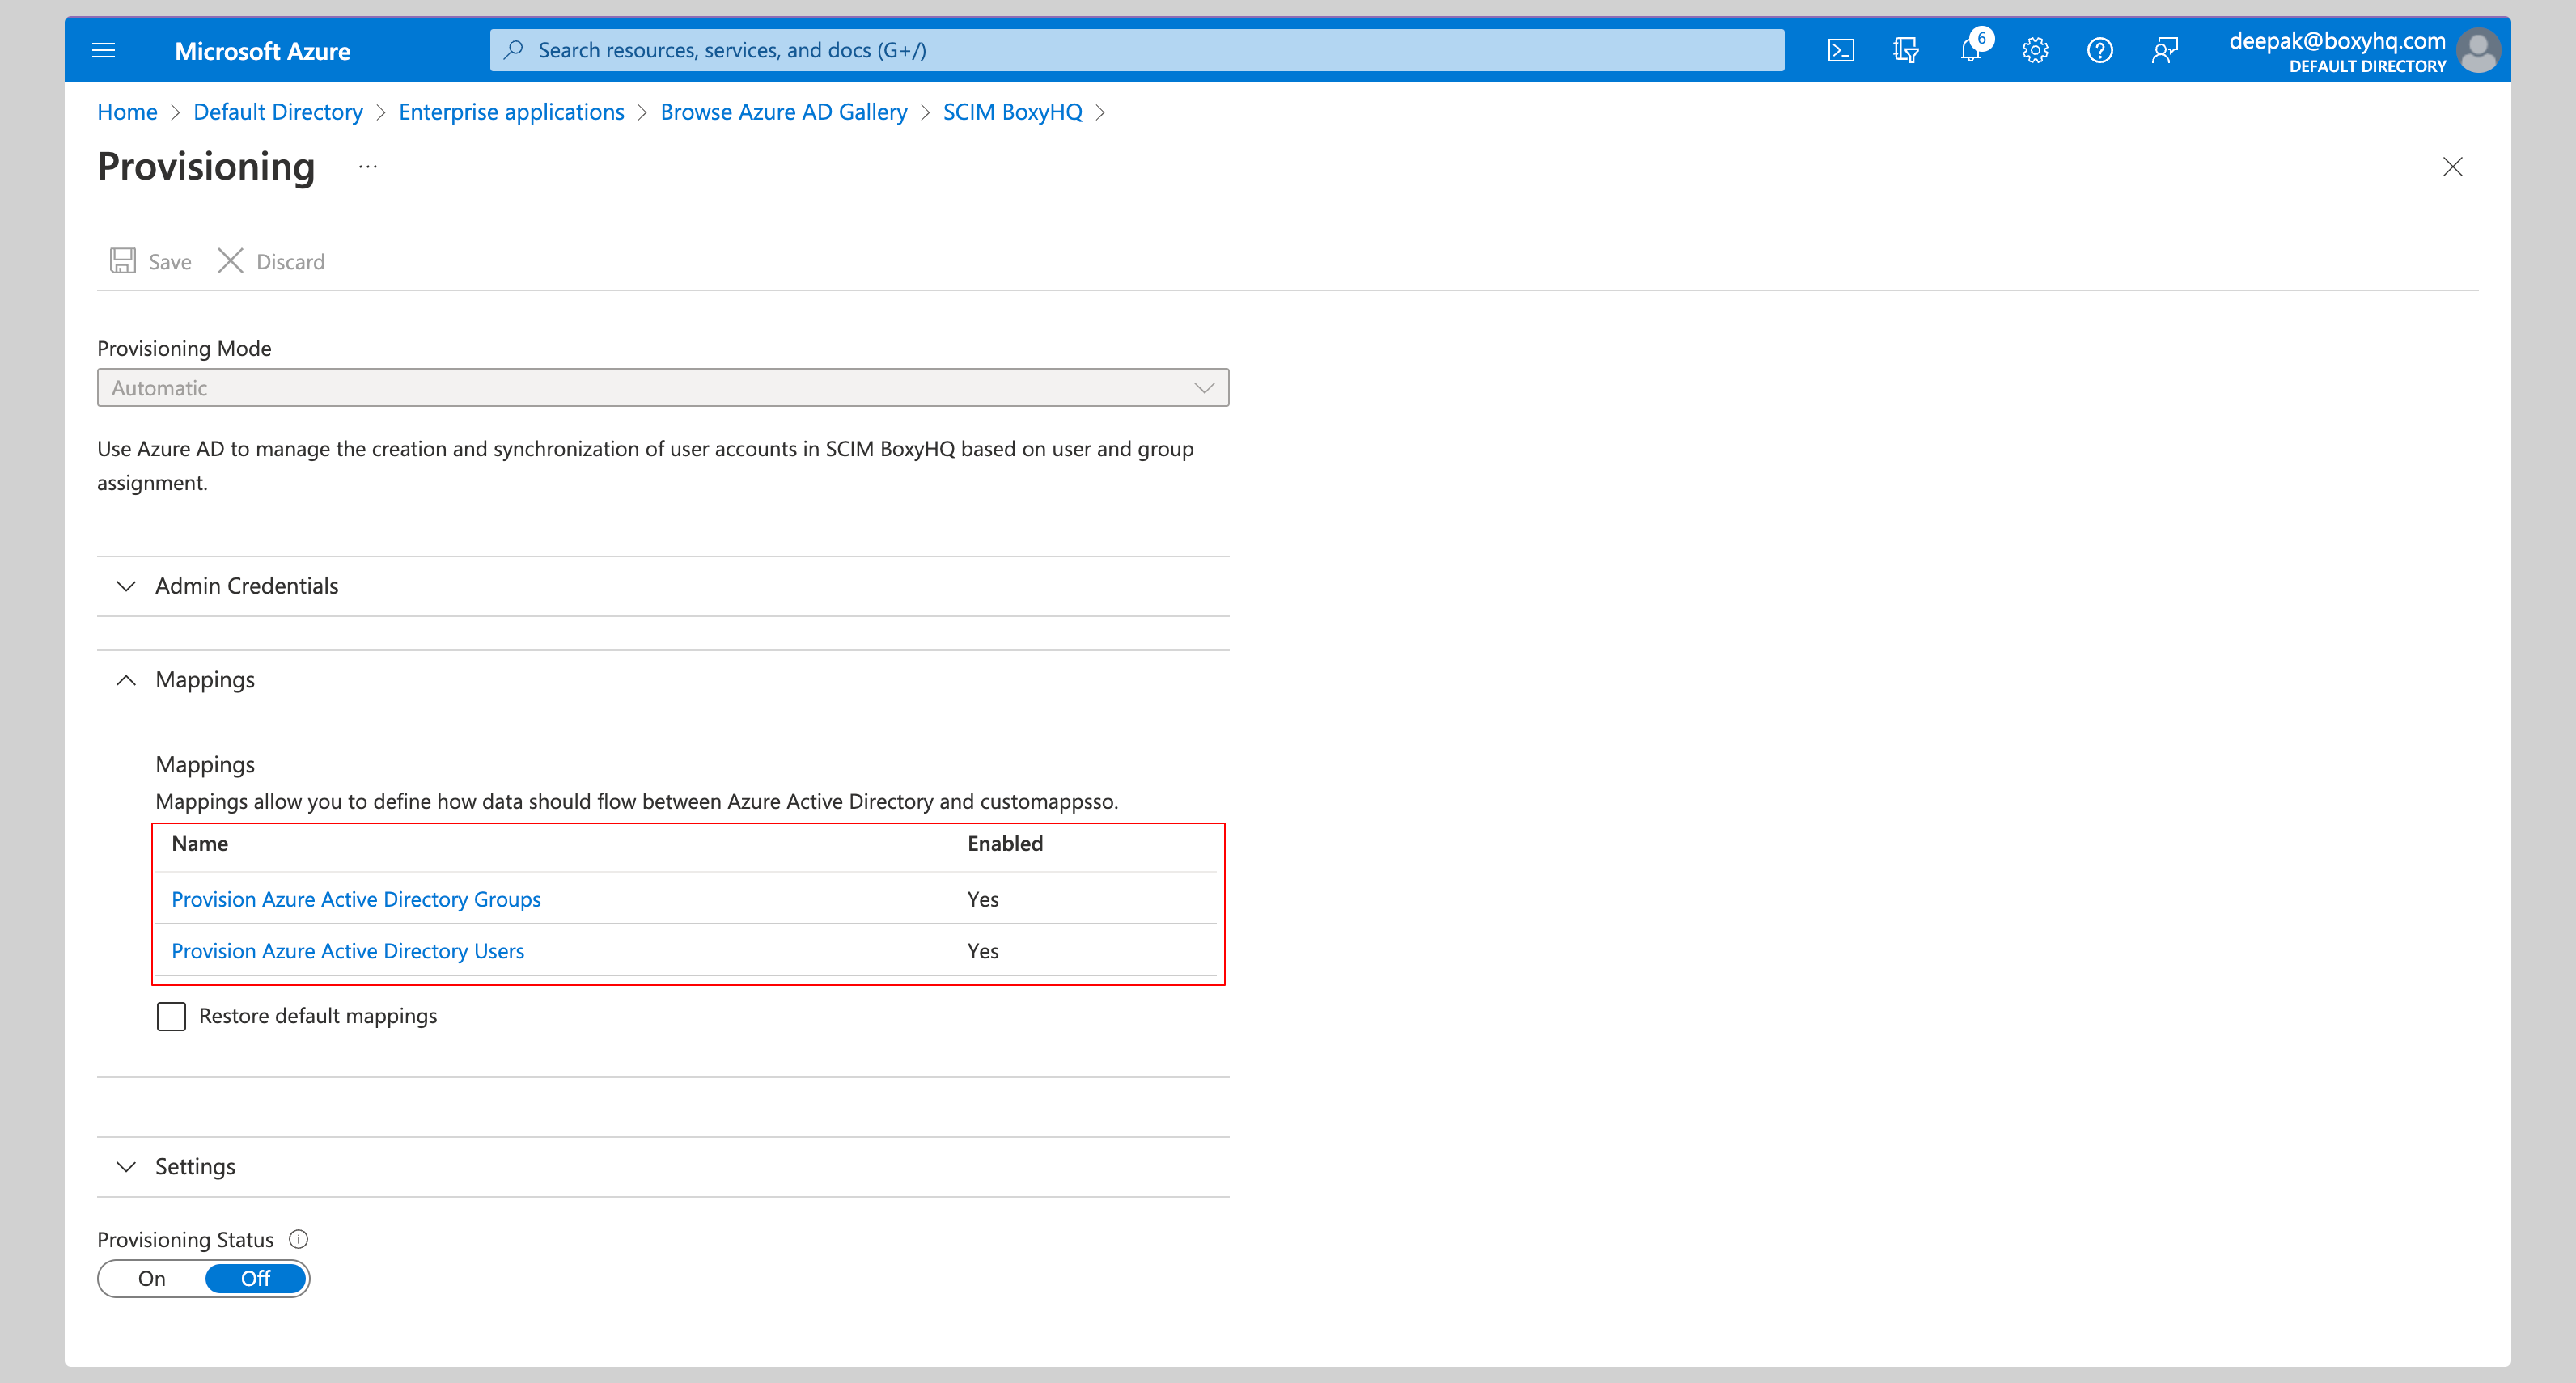 Microsoft Azure
Search resources, services, and docs (G+/)
6
deepak@boxyhq.com
DEFAULT DIRECTORY
Home > Default Directory > Enterprise applications > Browse Azure AD Gallery > SCIM BoxyHQ >
Provisioning ...
Save Discard
Provisioning Mode
Automatic
Use Azure AD to manage the creation and synchronization of user accounts in SCIM BoxyHQ based on user and group
assignment.
Admin Credentials
Mappings
Mappings
Mappings allow you to define how data should flow between Azure Active Directory and customappsso.
Name Enabled
Provision Azure Active Directory Groups Yes
Provision Azure Active Directory Users Yes
Restore default mappings
Settings
Provisioning Status
On Off